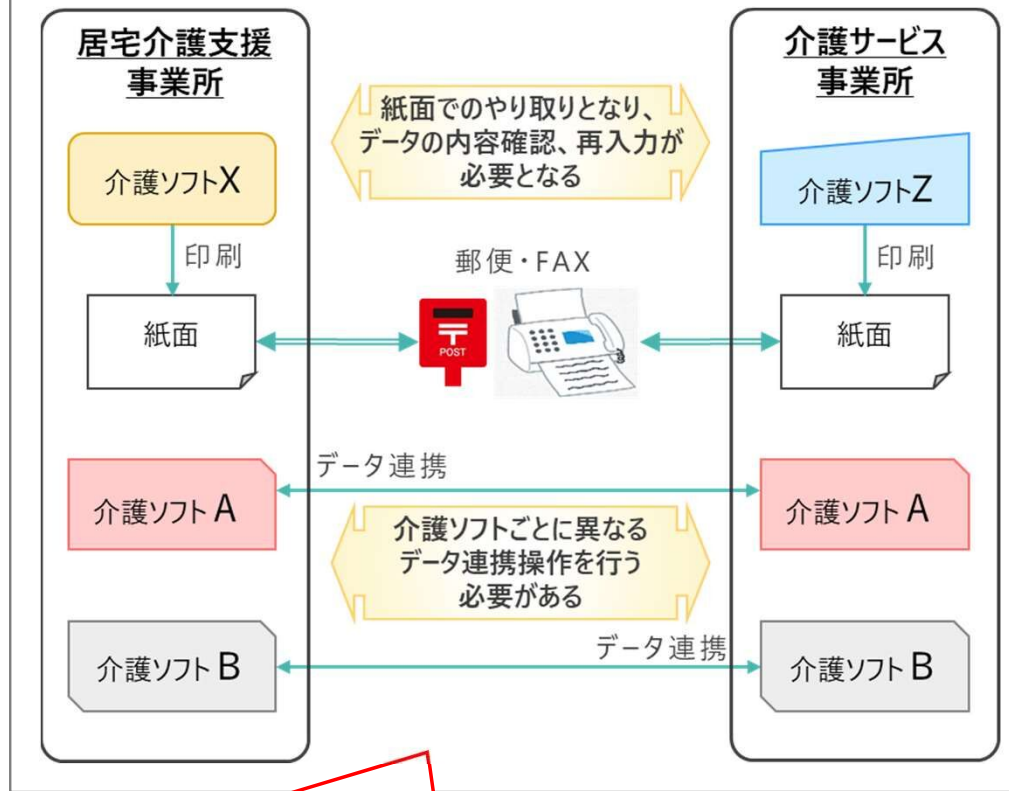 居宅介護支援
事業所
介護サービス
事業所
紙面でのやり取りとなり、
データの内容確認、再入力が
必要となる
介護ソフトX
介護ソフトZ
印刷
印刷
郵便・FAX
紙面
〒
POST
紙面
データ連携
介護ソフト A
介護ソフト A
介護ソフトごとに異なる
データ連携操作を行う
必要がある
データ連携
介護ソフト B
介護ソフト B